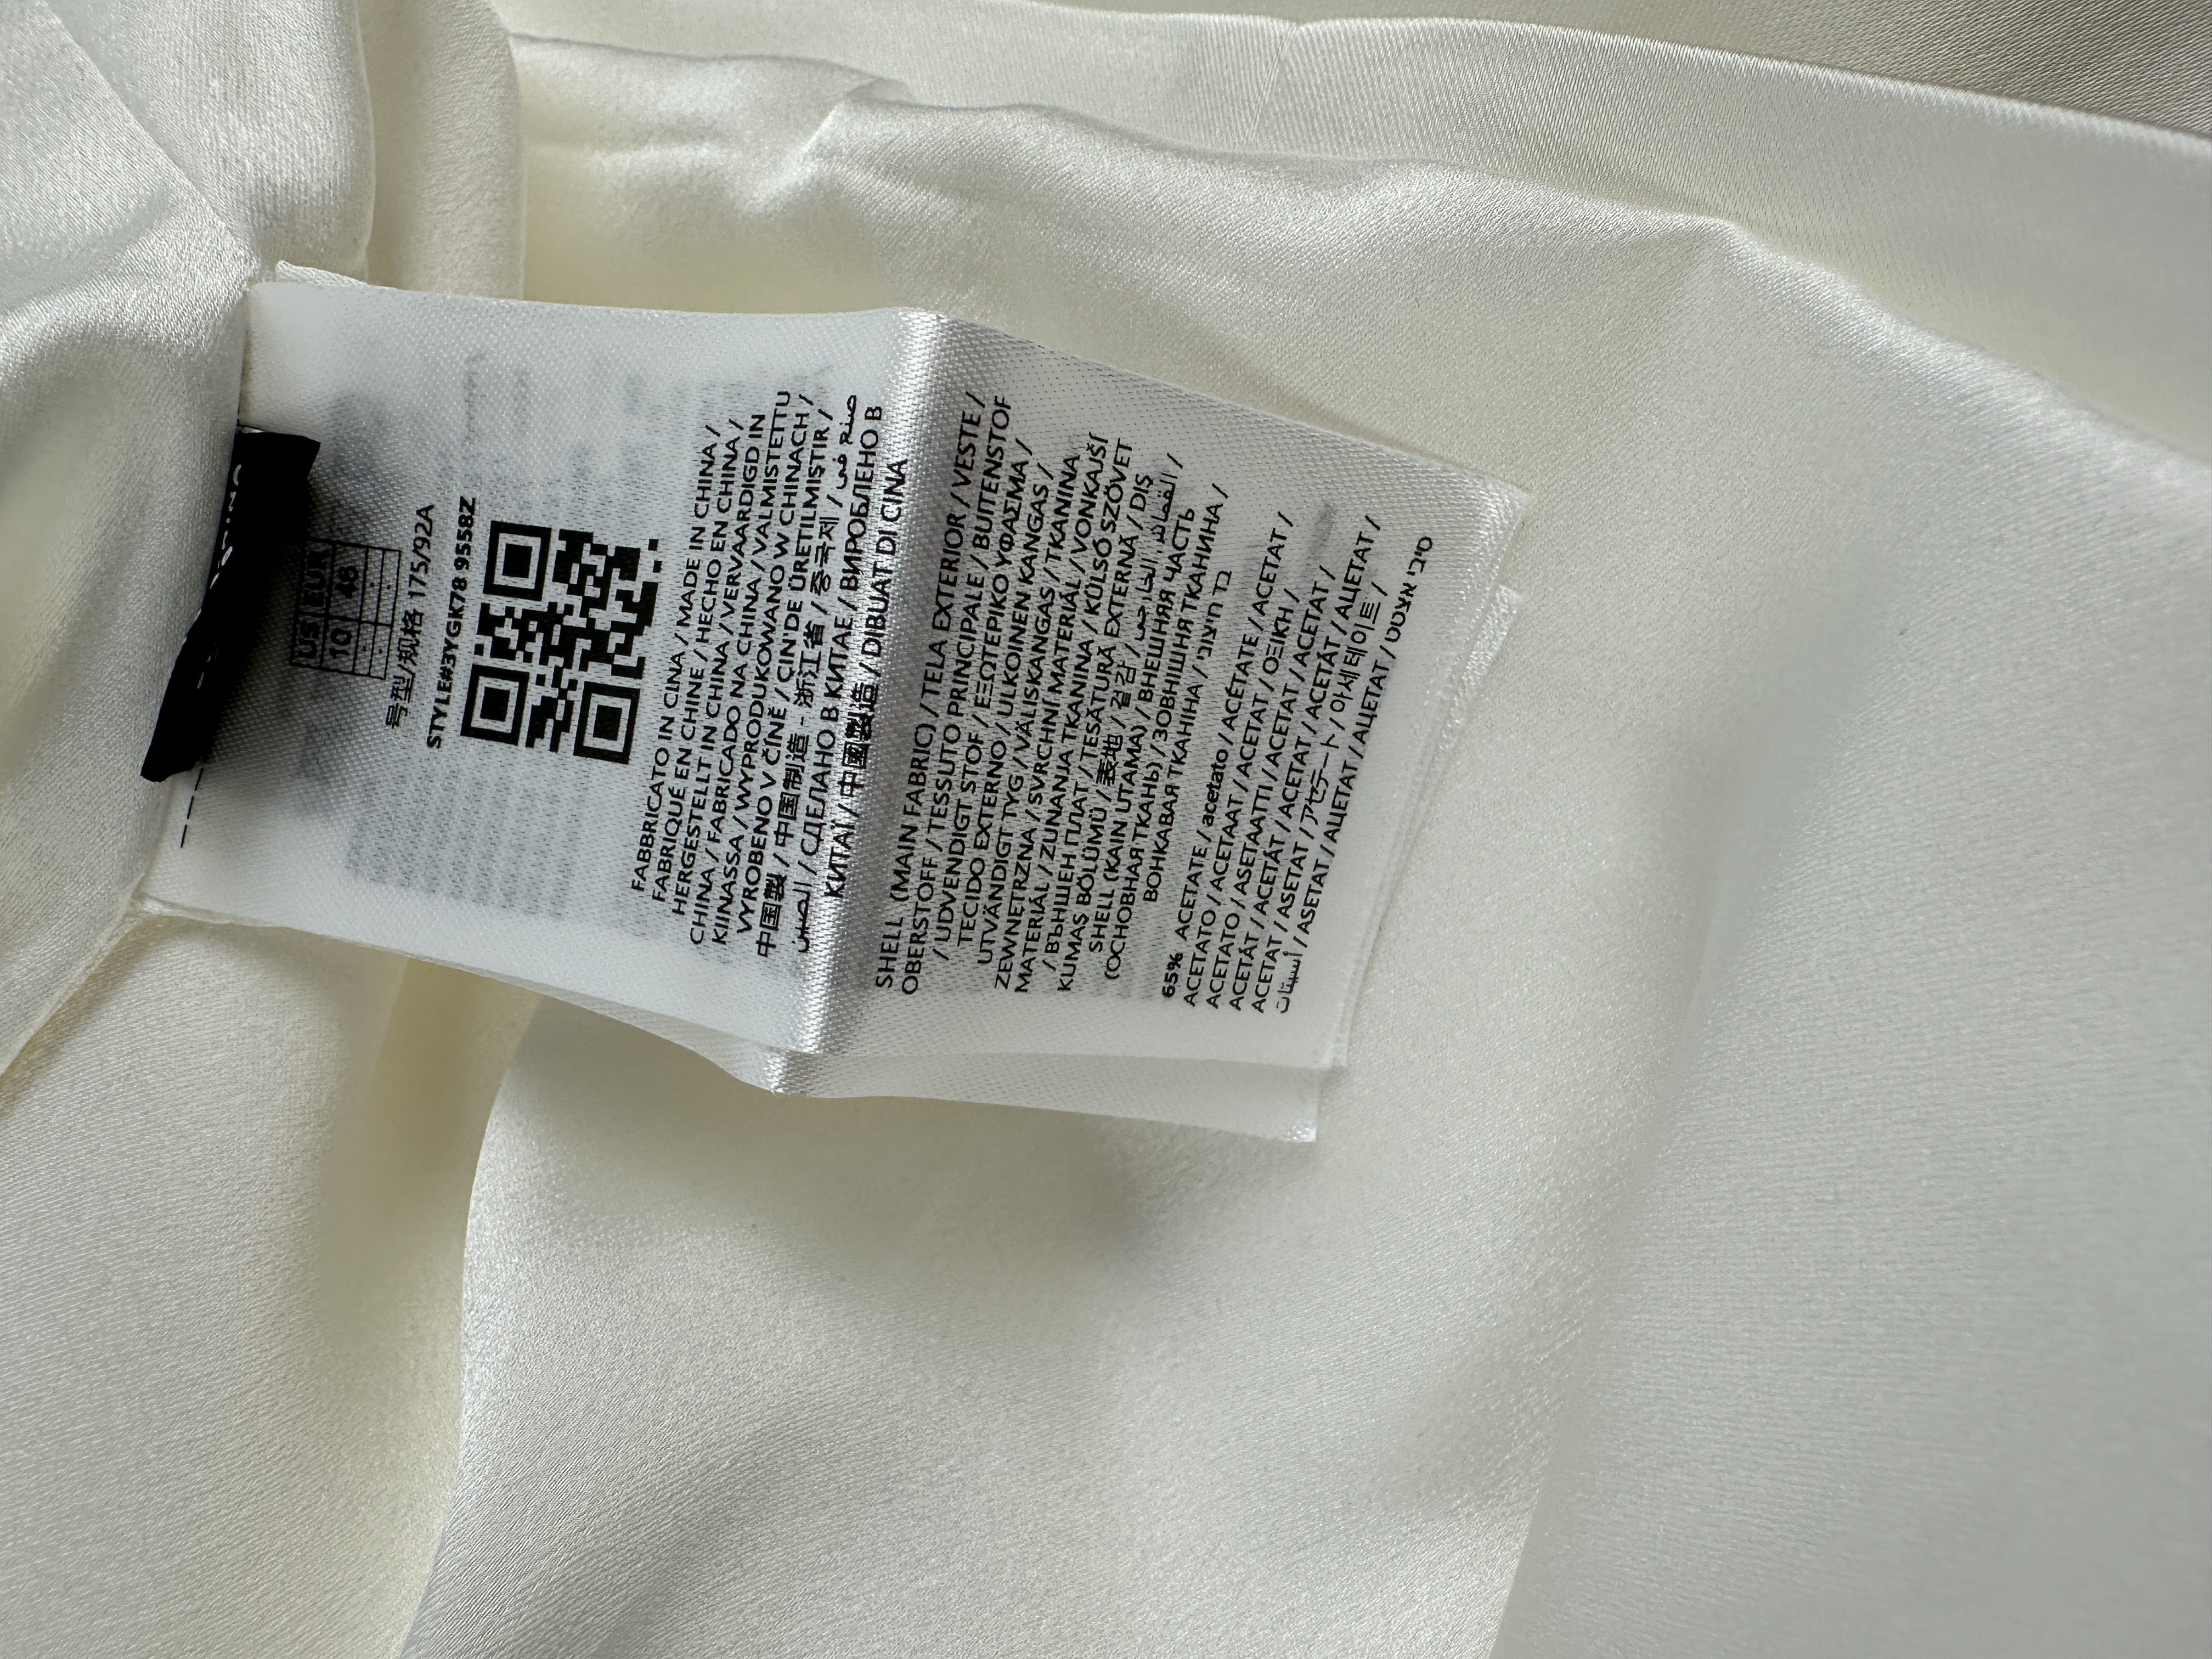 US EUR
10 46
号型/规格 175/92A
STYLE#3YGK78 9558Z
FABBRICATO IN CINA / MADE IN CHINA /
FABRIQUÉ EN CHINE / HECHO EN CHINA /
HERGESTELLT IN CHINA / VERVAARDIGD IN
CHINA / FABRICADO NA CHINA / VALMISTETTU
KIINASSA / WYPRODUKOWANO W CHINACH /
VYROBENO V ČÍNĚ / ÇIN'DE ÜRETILMIŞTIR /
中国製 / 中国制造 - 浙江省 / 중국제 / صنع في
الصين / СДЕЛАНО В КИТАЕ / ВИРОБЛЕНО В
КИТАЇ / 中國製造 / DIBUAT DI CINA
SHELL (MAIN FABRIC) / TELA EXTERIOR / VESTE /
OBERSTOFF / TESSUTO PRINCIPALE / BUITENSTOF
/ UDVENDIGT STOF / ΕΞΩΤΕΡΙΚΟ ΥΦΑΣΜΑ /
TECIDO EXTERNO / ULKOINEN KANGAS /
UTVÄNDIGT TYG / VÄLISKANGAS / TKANINA
ZEWNĘTRZNA / SVRCHNÍ MATERIÁL / VONKAJŠÍ
MATERIÁL / ZUNANJA TKANINA / KÜLSŐ SZÖVET
/ ВЪНШЕН ПЛАТ / TESĂTURĂ EXTERNĂ / DIŞ
KUMAŞ BÖLÜMÜ / 表地 / 겉감 / القماش الخارجي /
SHELL (KAIN UTAMA) / ВНЕШНЯЯ ЧАСТЬ
(ОСНОВНАЯ ТКАНЬ) / ЗОВНІШНЯ ТКАНИНА /
ВОНКАВАЯ ТКАНІНА / בד חיצוני
65% ACETATE / acetato / ACÉTATE / ACETAT /
ACETATO / ACETAAT / ACETAT / ΟΞΙΚΗ /
ACETATO / ASETAATTI / ACETAT / ACETAT /
ACETÁT / ACETÁT / ACETAT / ACETÁT / АЦЕТАТ /
ACETAT / ASETAT / アセテート / 아세테이트 /
أسيتات / ASETAT / АЦЕТАТ / АЦЕТАТ / סיבי אצטט